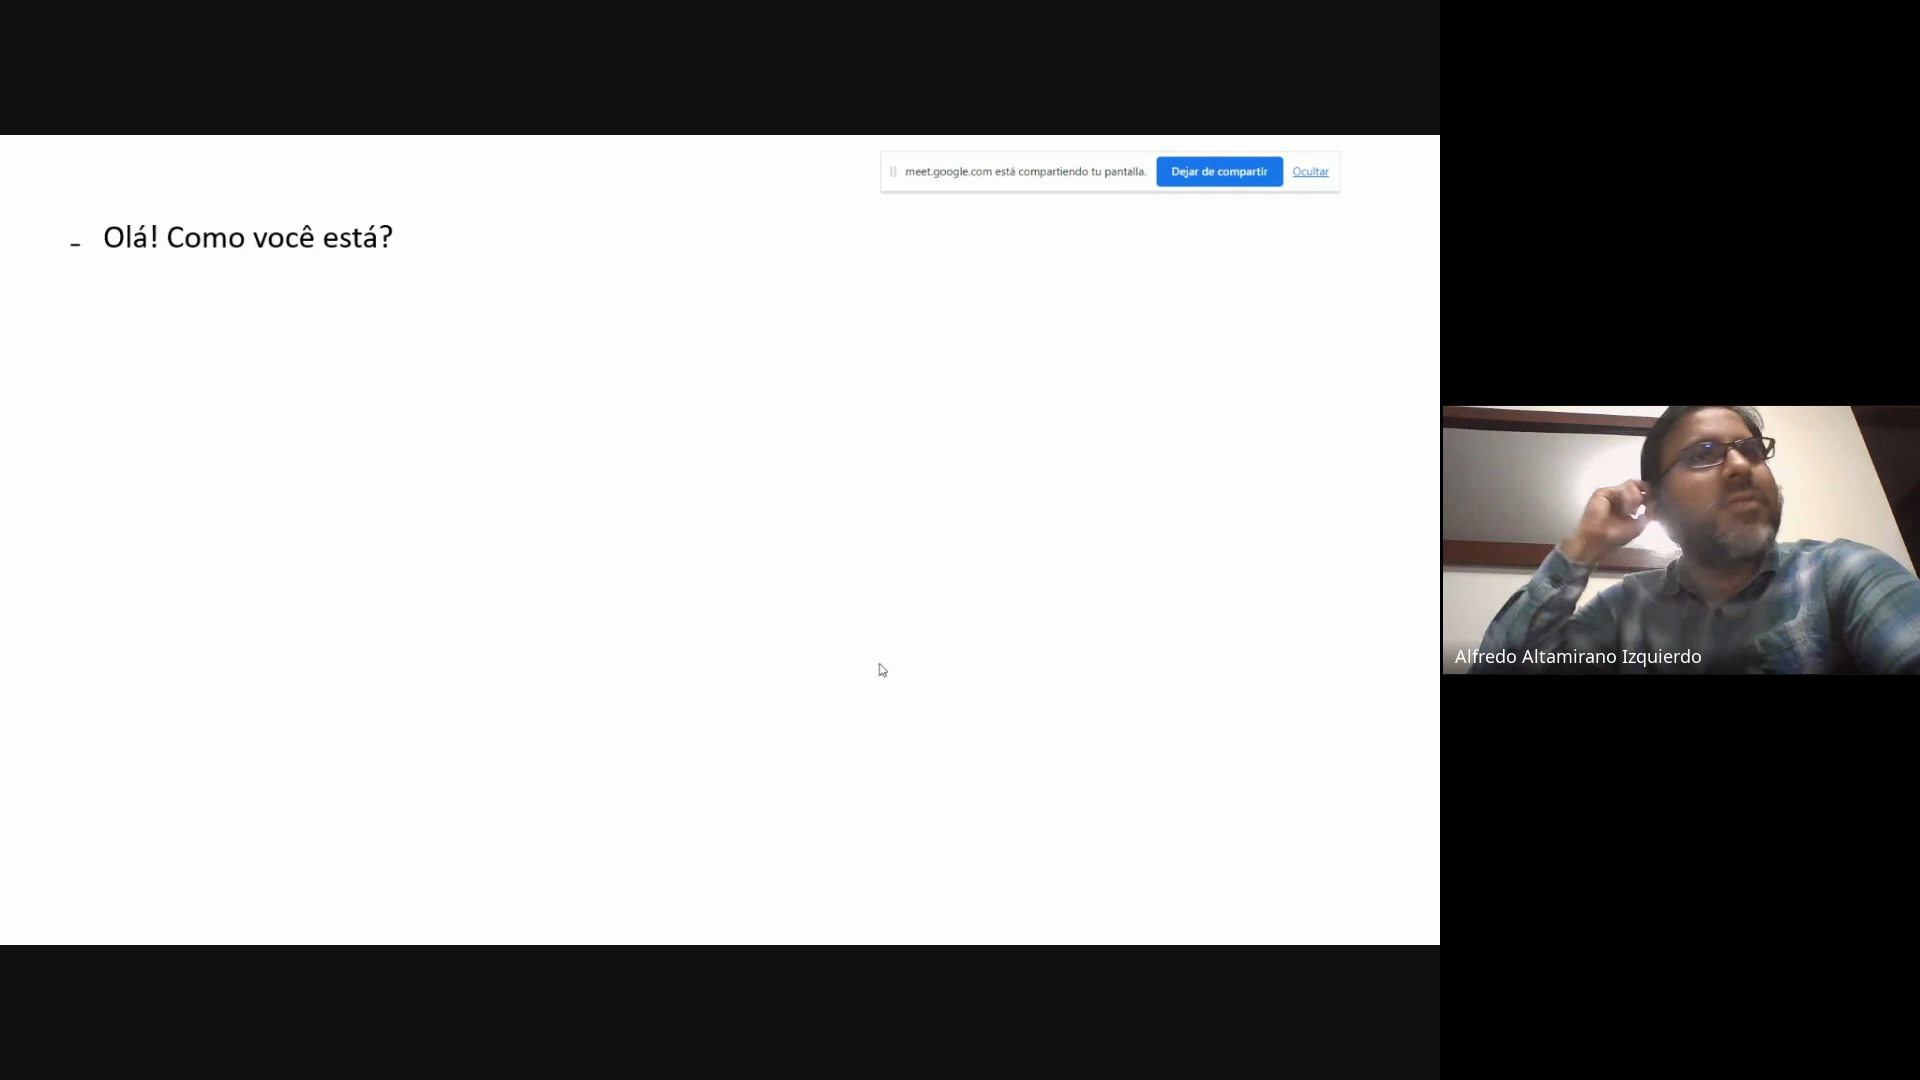 meet.google.com está compartiendo tu pantalla. Dejar de compartir Ocultar
- Olá! Como você está?
Alfredo Altamirano Izquierdo